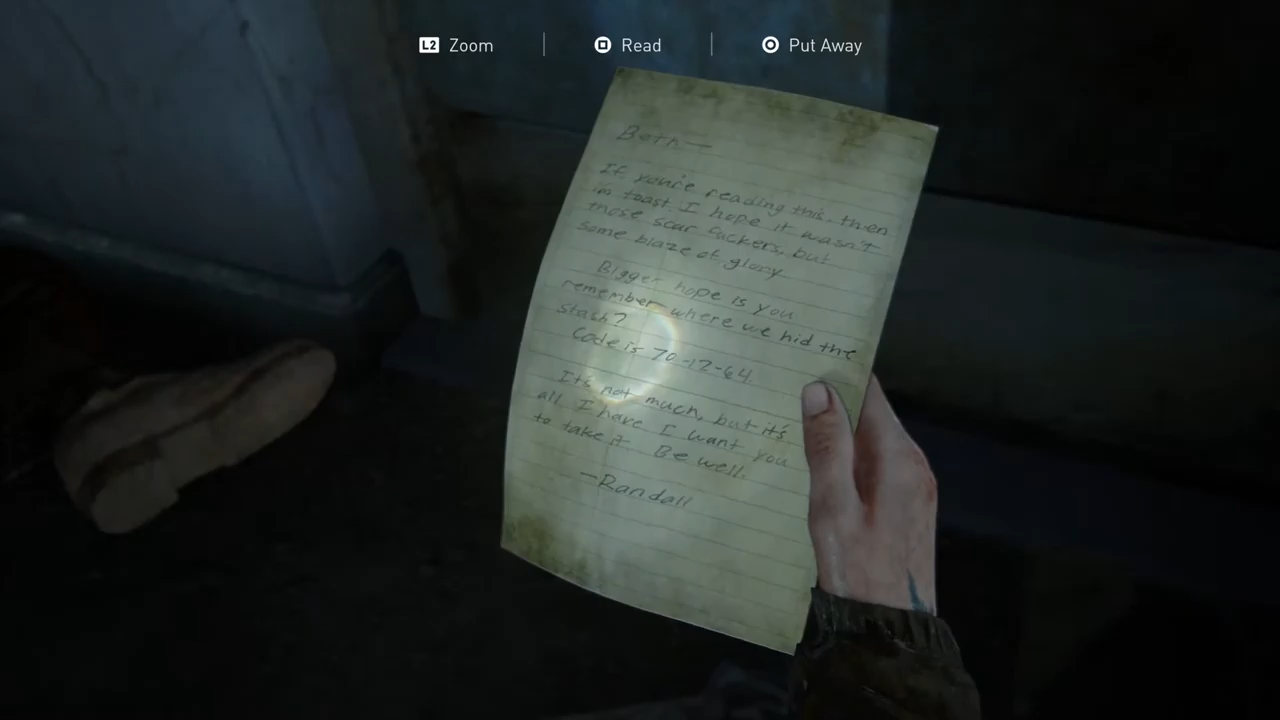 L2 Zoom | Read | Put Away
Beth—
If you're reading this, then
i'm toast I hope it wasn't
those scar fuckers, but
some blaze of glory
Bigger hope is you
remember where we hid the
stash?
Code is 70-12-64.
It's not much, but it's
all I have I want you
to take it Be well.
—Randall